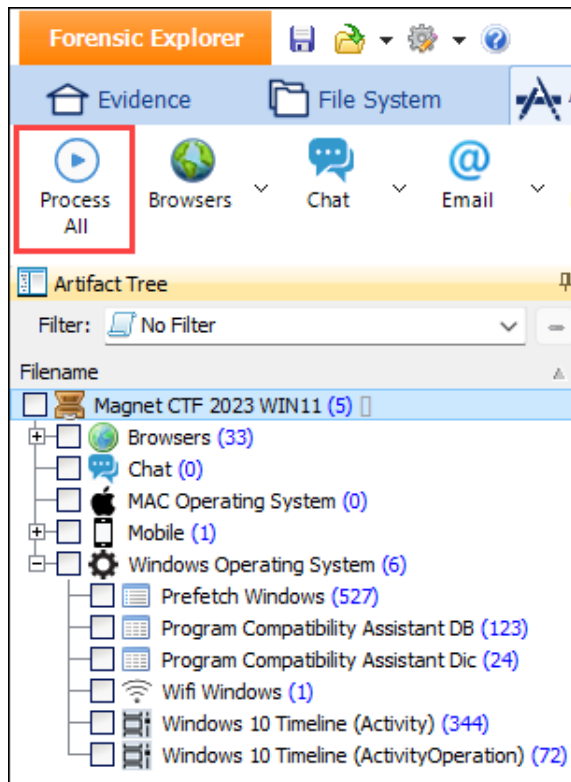 Forensic Explorer
Evidence
File System
Process All
Browsers
Chat
Email
Artifact Tree
Filter:
No Filter
Filename
Magnet CTF 2023 WIN11 (5)
Browsers (33)
Chat (0)
MAC Operating System (0)
Mobile (1)
Windows Operating System (6)
Prefetch Windows (527)
Program Compatibility Assistant DB (123)
Program Compatibility Assistant Dic (24)
Wifi Windows (1)
Windows 10 Timeline (Activity) (344)
Windows 10 Timeline (ActivityOperation) (72)